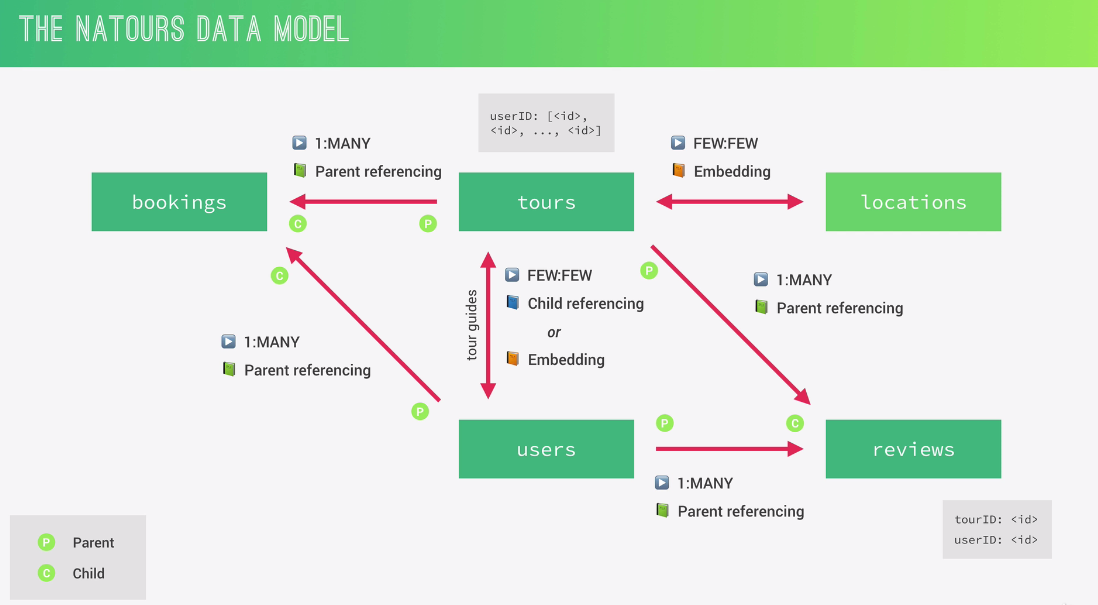 THE NATOURS DATA MODEL
userID: [<id>,
<id>, ..., <id>]
1:MANY
Parent referencing
FEW:FEW
Embedding
bookings
tours
locations
C
P
C
P
tour guides
FEW:FEW
Child referencing
or
Embedding
1:MANY
Parent referencing
1:MANY
Parent referencing
P
P
C
users
reviews
1:MANY
Parent referencing
tourID: <id>
userID: <id>
P Parent
C Child